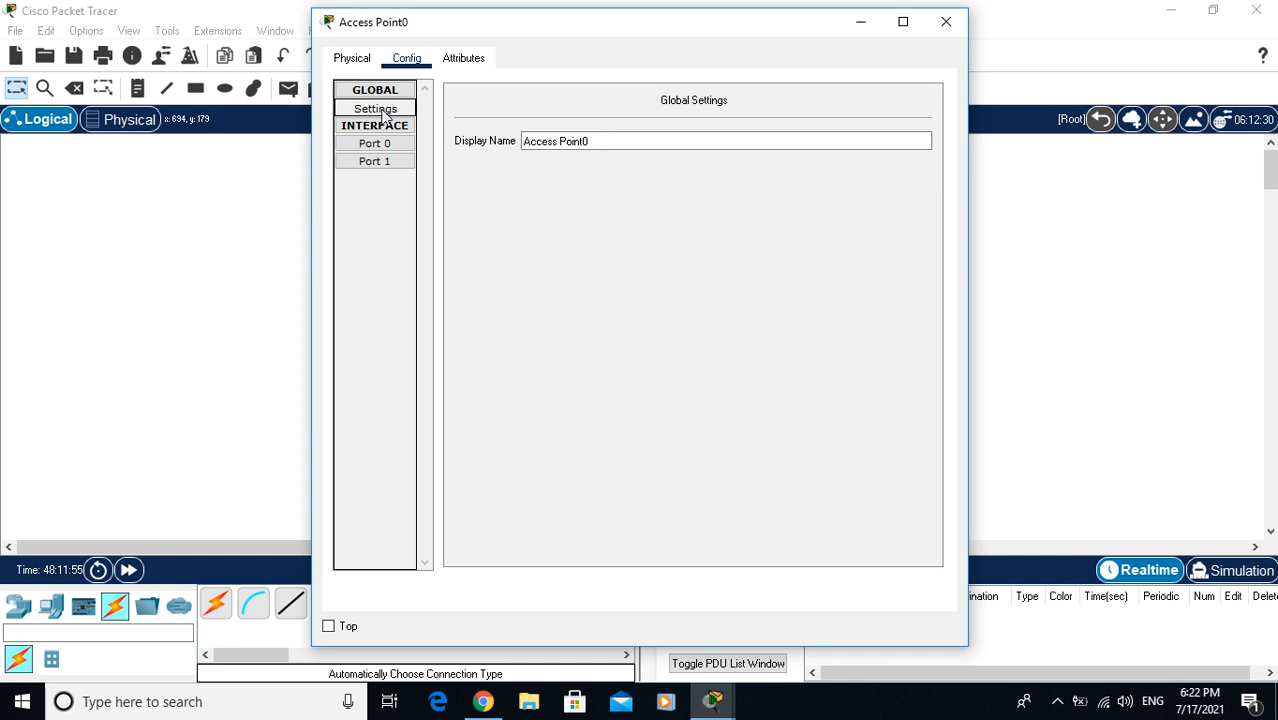 Cisco Packet Tracer
File Edit Options View Tools Extensions Window
Logical Physical x: 694, y: 179
Access Point0
Physical Config Attributes
GLOBAL
Settings
INTERFACE
Port 0
Port 1
Global Settings
Display Name Access Point0
Top
[Root] 06:12:30
Time: 48:11:55
Realtime Simulation
Automatically Choose Connection Type
Toggle PDU List Window
ination Type Color Time(sec) Periodic Num Edit Delet
Type here to search
ENG
6:22 PM
7/17/2021
1